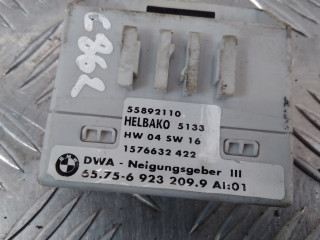 C86L
55892110
HELBAKO 5133
HW 04 SW 16
1576632 422
DWA - Neigungsgeber III
65.75-6 923 209.9 AI:01